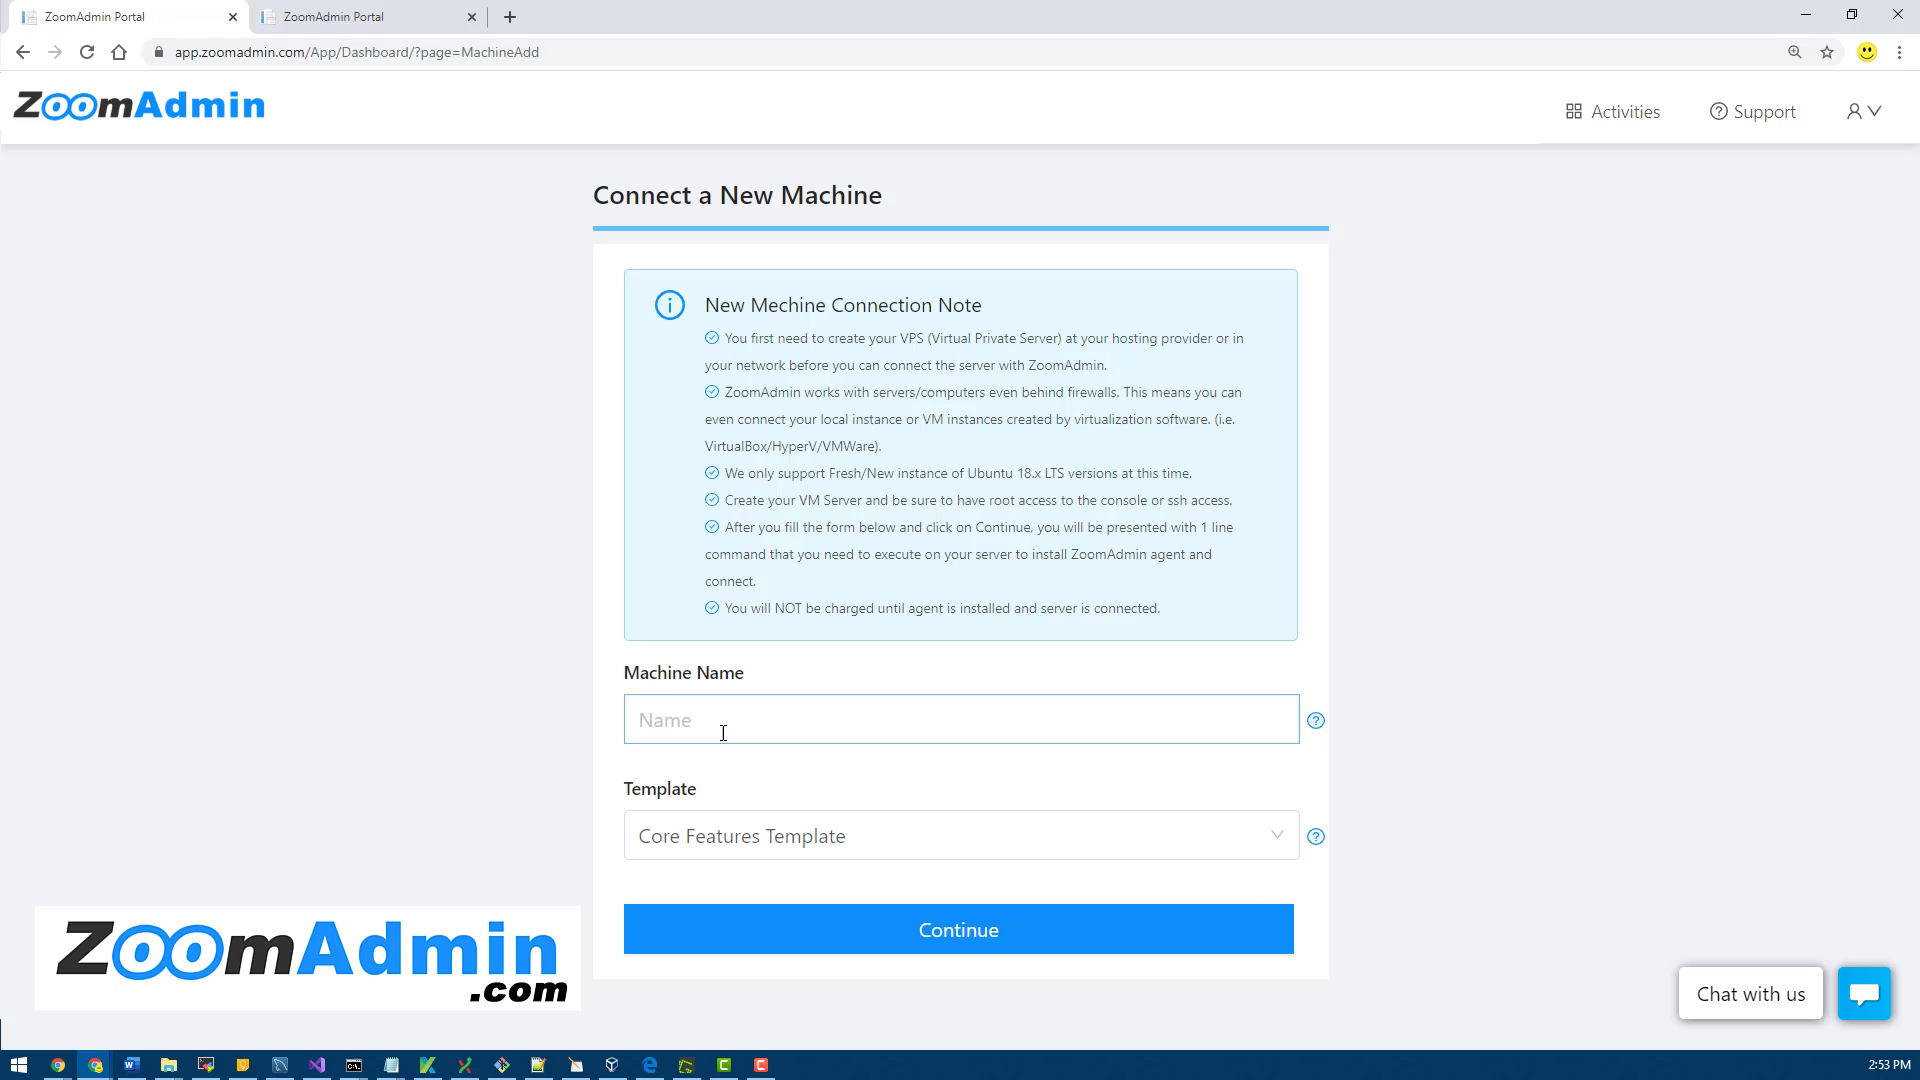 ZoomAdmin Portal
ZoomAdmin Portal
app.zoomadmin.com/App/Dashboard/?page=MachineAdd
ZoomAdmin
Activities
Support
Connect a New Machine
New Mechine Connection Note
You first need to create your VPS (Virtual Private Server) at your hosting provider or in
your network before you can connect the server with ZoomAdmin.
ZoomAdmin works with servers/computers even behind firewalls. This means you can
even connect your local instance or VM instances created by virtualization software. (i.e.
VirtualBox/HyperV/VMWare).
We only support Fresh/New instance of Ubuntu 18.x LTS versions at this time.
Create your VM Server and be sure to have root access to the console or ssh access.
After you fill the form below and click on Continue, you will be presented with 1 line
command that you need to execute on your server to install ZoomAdmin agent and
connect.
You will NOT be charged until agent is installed and server is connected.
Machine Name
Name
Template
Core Features Template
Continue
ZoomAdmin
.com
Chat with us
2:53 PM